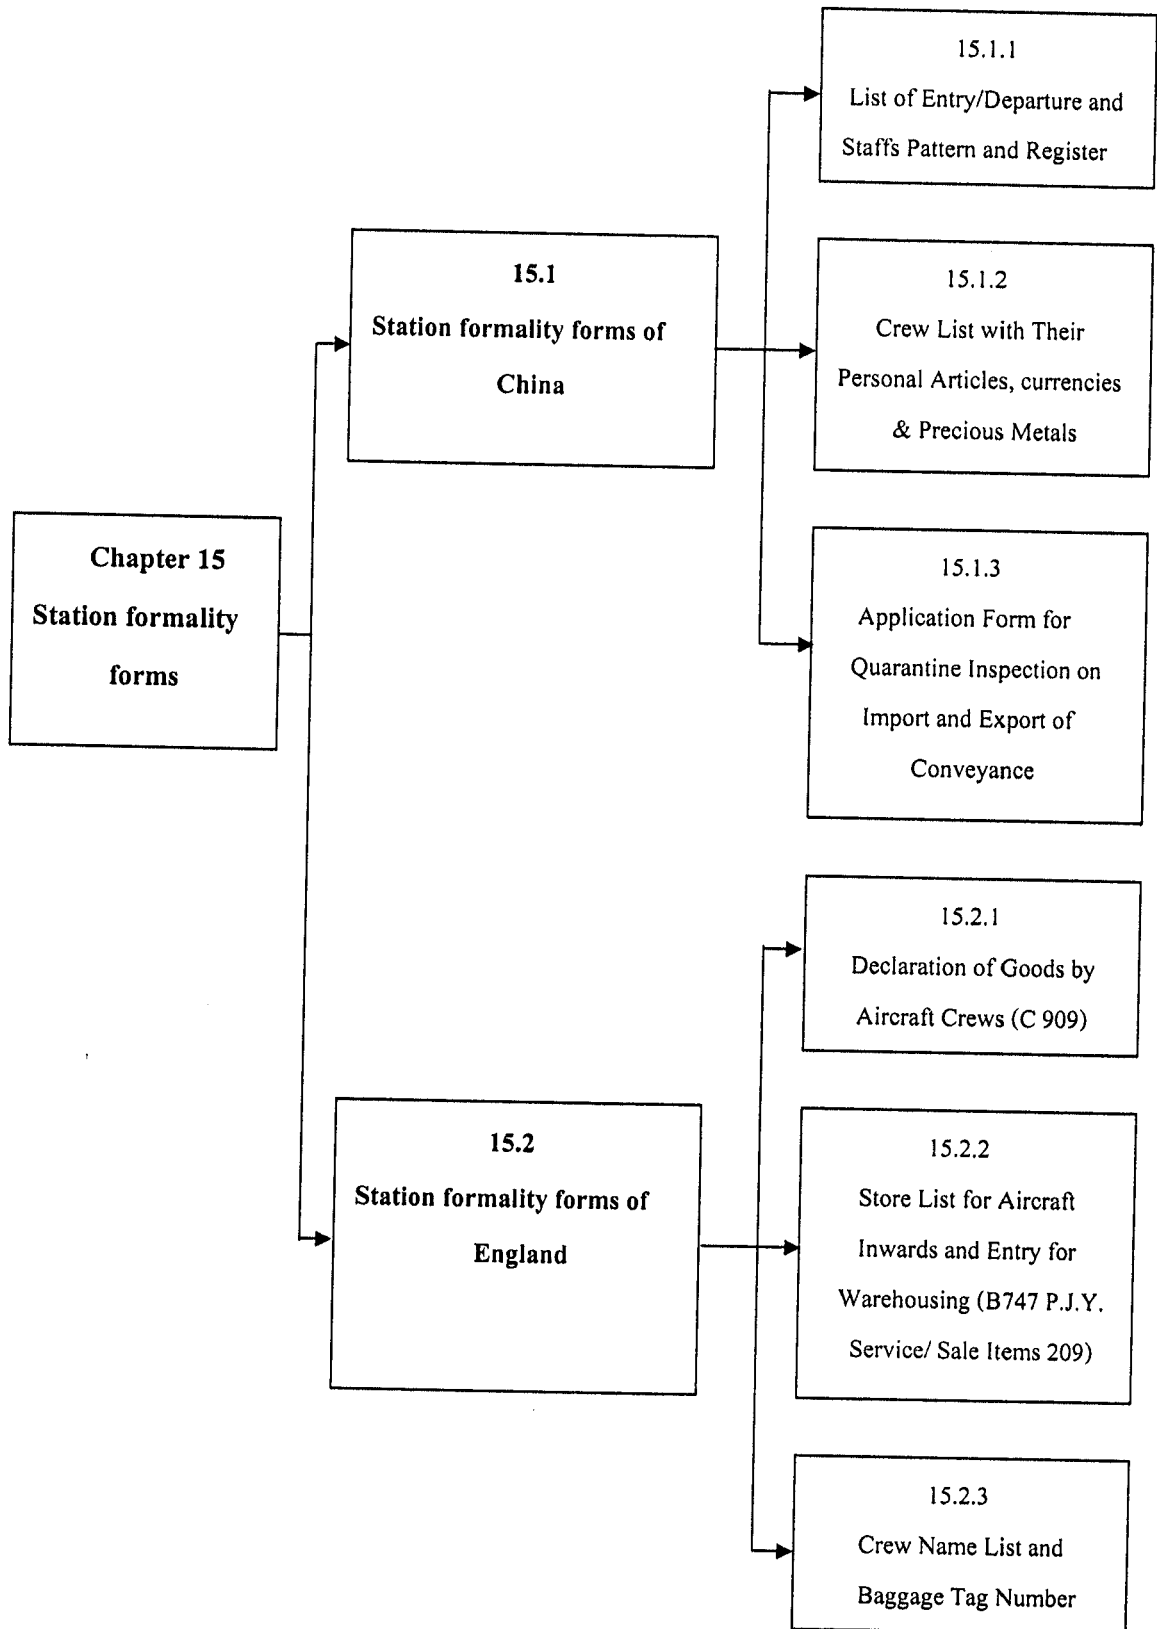 Chapter 15
Station formality
forms
15.1
Station formality forms of
China
15.1.1
List of Entry/Departure and
Staffs Pattern and Register
15.1.2
Crew List with Their
Personal Articles, currencies
& Precious Metals
15.1.3
Application Form for
Quarantine Inspection on
Import and Export of
Conveyance
15.2
Station formality forms of
England
15.2.1
Declaration of Goods by
Aircraft Crews (C 909)
15.2.2
Store List for Aircraft
Inwards and Entry for
Warehousing (B747 P.J.Y.
Service/ Sale Items 209)
15.2.3
Crew Name List and
Baggage Tag Number